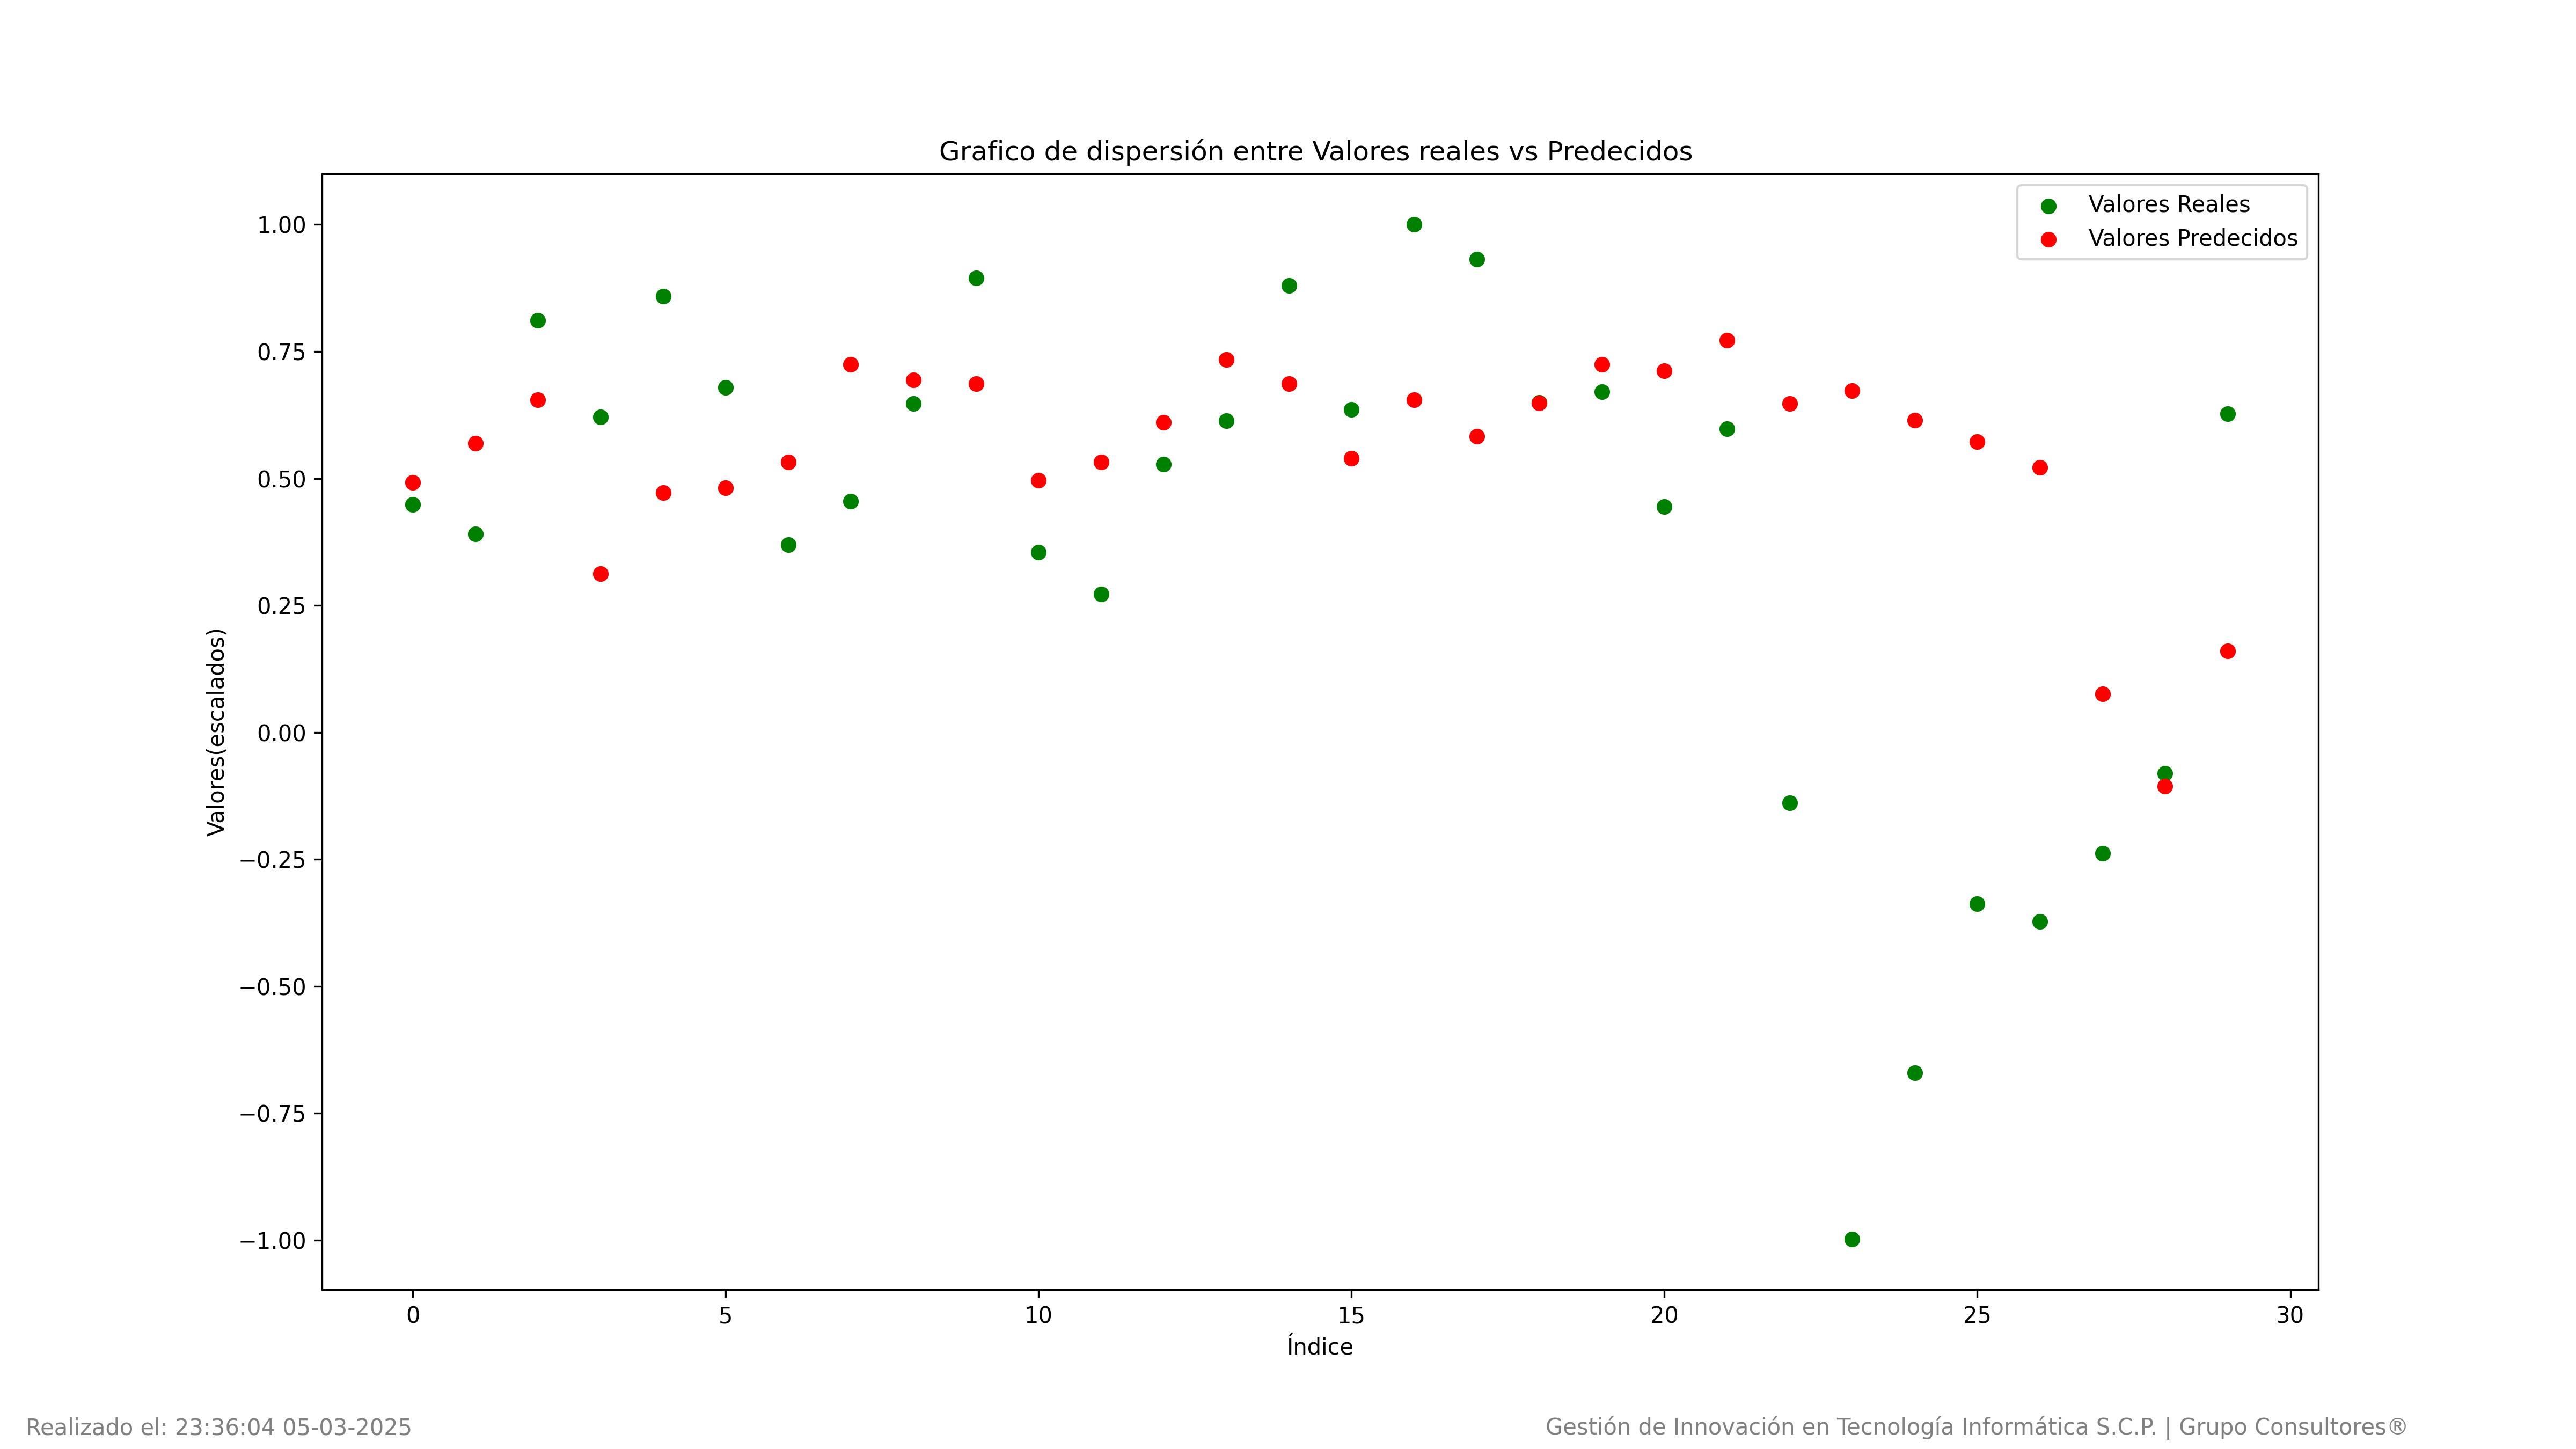 Grafico de dispersión entre Valores reales vs Predecidos
Valores Reales
Valores Predecidos
1.00
0.75
0.50
0.25
0.00
−0.25
−0.50
−0.75
−1.00
Valores(escalados)
0 5 10 15 20 25 30
Índice
Realizado el: 23:36:04 05-03-2025
Gestión de Innovación en Tecnología Informática S.C.P. | Grupo Consultores®